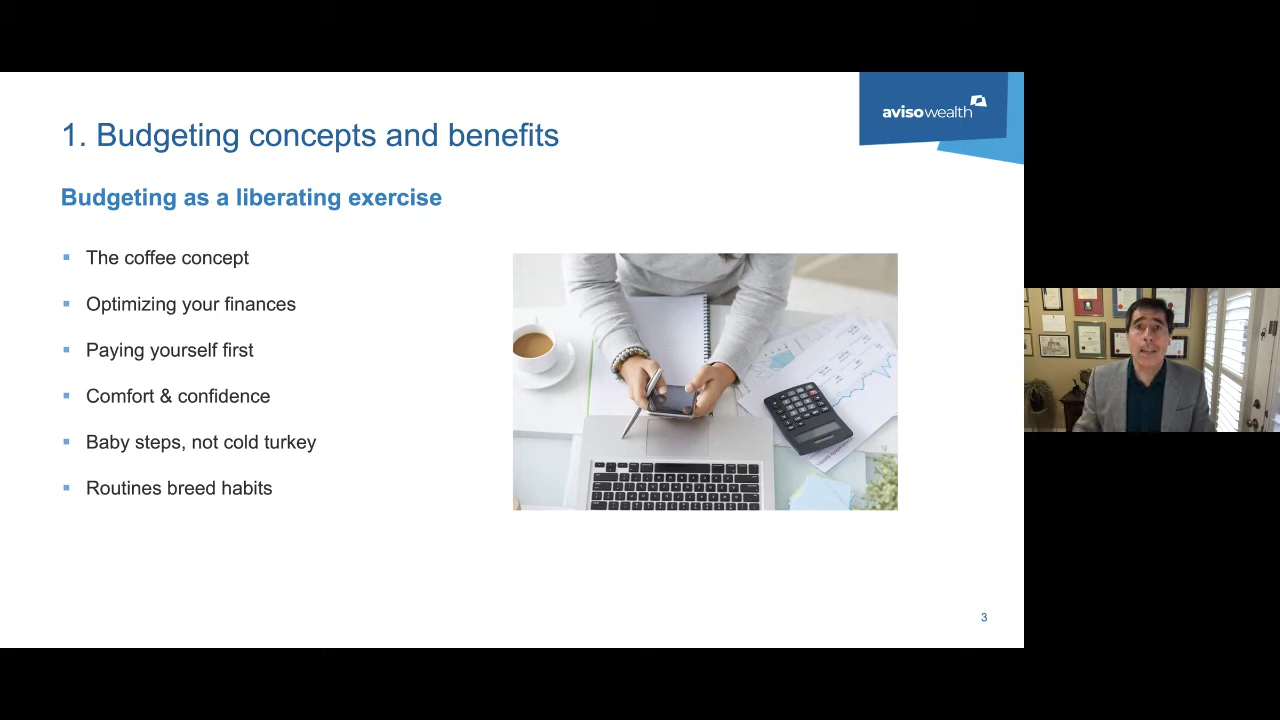 avisowealth
1. Budgeting concepts and benefits
Budgeting as a liberating exercise
The coffee concept
Optimizing your finances
Paying yourself first
Comfort & confidence
Baby steps, not cold turkey
Routines breed habits
3